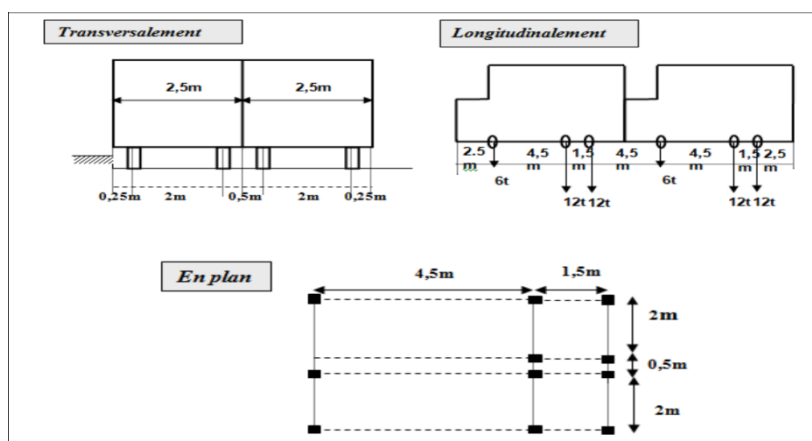 Transversalement
2,5m 2,5m
0,25m 2m 0,5m 2m 0,25m
Longitudinalement
2.5 m 4,5 m 1,5 m 4,5 m 4,5 m 1,5 m 2,5 m
6t 6t
12t 12t 12t 12t
En plan
4,5m 1,5m
2m
0,5m
2m